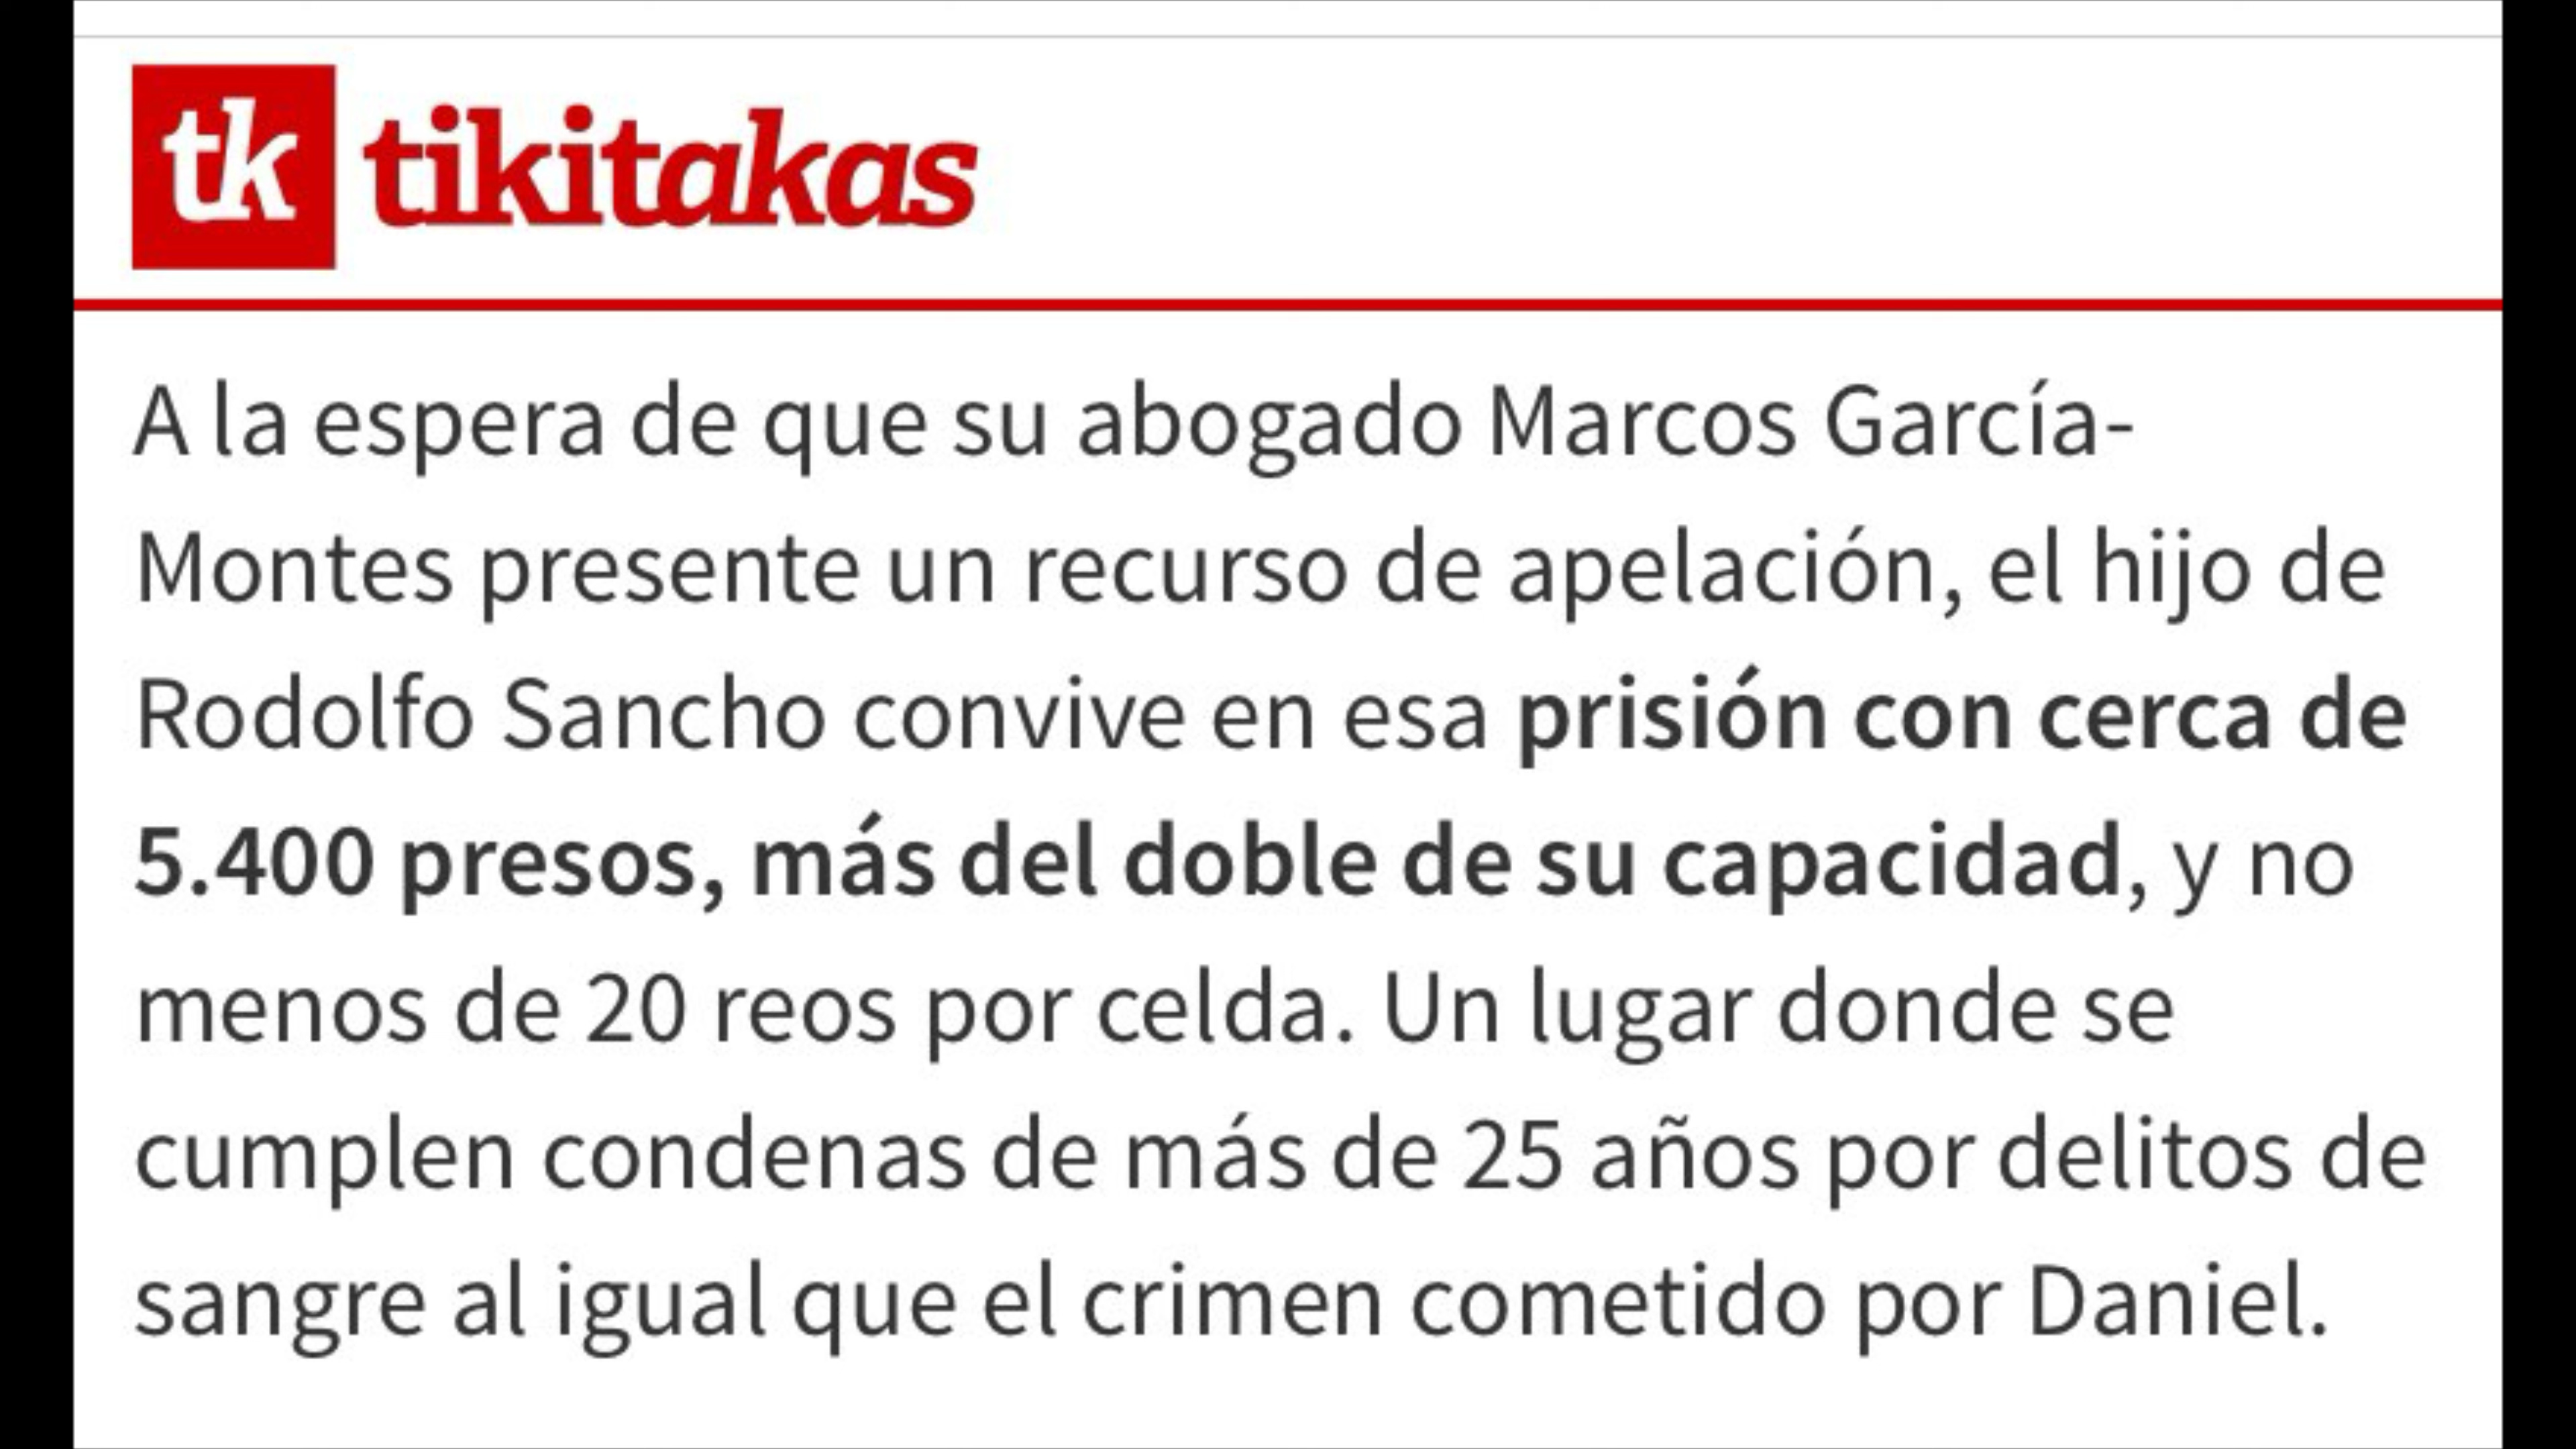 tk tikitakas
A la espera de que su abogado Marcos García-
Montes presente un recurso de apelación, el hijo de
Rodolfo Sancho convive en esa prisión con cerca de
5.400 presos, más del doble de su capacidad, y no
menos de 20 reos por celda. Un lugar donde se
cumplen condenas de más de 25 años por delitos de
sangre al igual que el crimen cometido por Daniel.